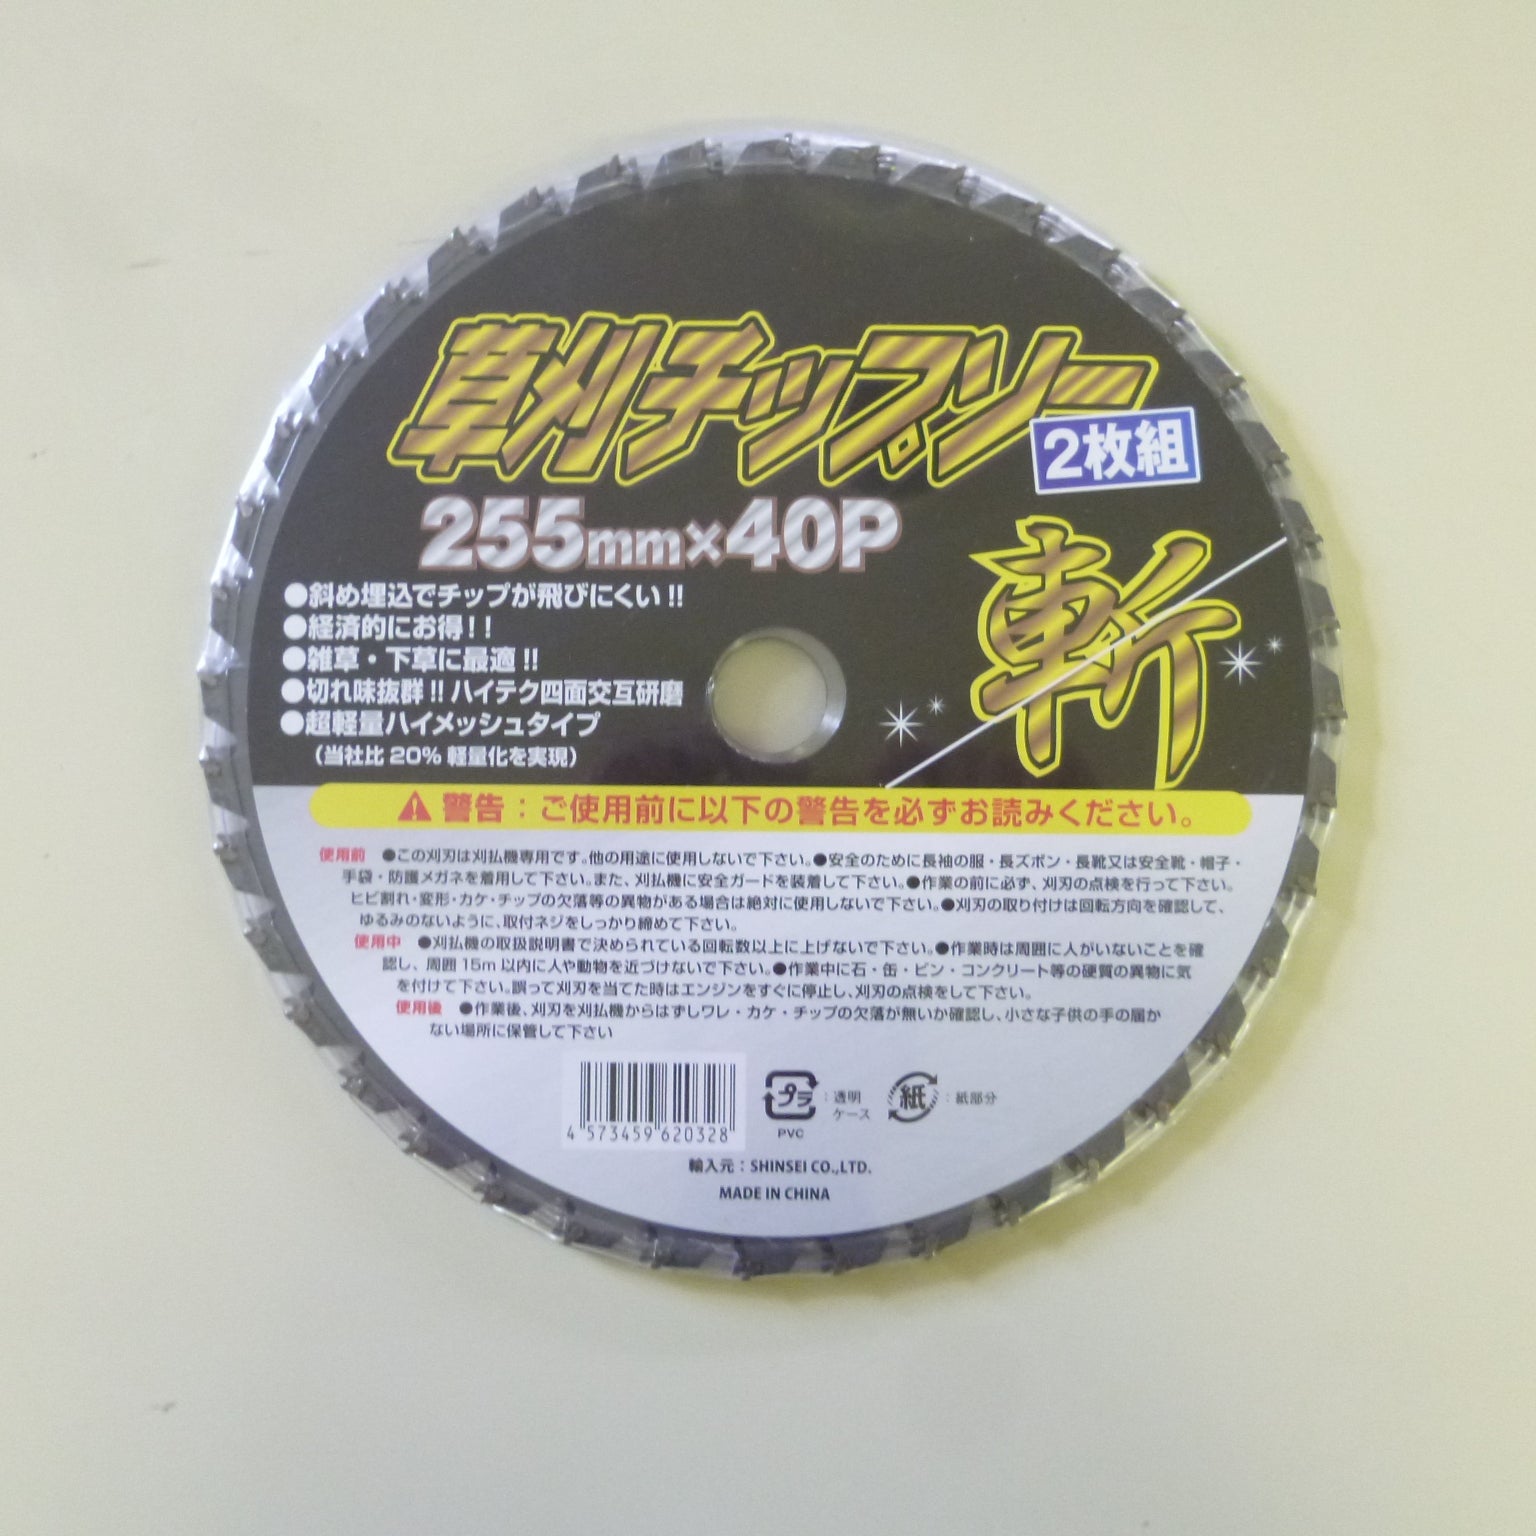 草刈チップソー
2枚組
255mm×40P
斬
●斜め埋込でチップが飛びにくい!!
●経済的にお得!!
●雑草・下草に最適!!
●切れ味抜群!!ハイテク四面交互研磨
●超軽量ハイメッシュタイプ
(当社比20%軽量化を実現)
警告:ご使用前に以下の警告を必ずお読みください。
使用前 ●この刈刃は刈払機専用です。他の用途に使用しないで下さい。●安全のために長袖の服・長ズボン・長靴又は安全靴・帽子・
手袋・防護メガネを着用して下さい。また、刈払機に安全ガードを装着して下さい。●作業の前に必ず、刈刃の点検を行って下さい。
ヒビ割れ・変形・カケ・チップの欠落等の異物がある場合は絶対に使用しないで下さい。●刈刃の取り付けは回転方向を確認して、
ゆるみのないように、取付ネジをしっかり締めて下さい。
使用中 ●刈払機の取扱説明書で決められている回転数以上に上げないで下さい。●作業時は周囲に人がいないことを確
認し、周囲15m以内に人や動物を近づけないで下さい。●作業中に石・缶・ビン・コンクリート等の硬質の異物に気
を付けて下さい。誤って刈刃を当てた時はエンジンをすぐに停止し、刈刃の点検をして下さい。
使用後 ●作業後、刈刃を刈払機からはずしワレ・カケ・チップの欠落が無いか確認し、小さな子供の手の届か
ない場所に保管して下さい
4 573459 620328
プラ
PVC
:透明
ケース
紙
:紙部分
輸入元:SHINSEI CO.,LTD.
MADE IN CHINA